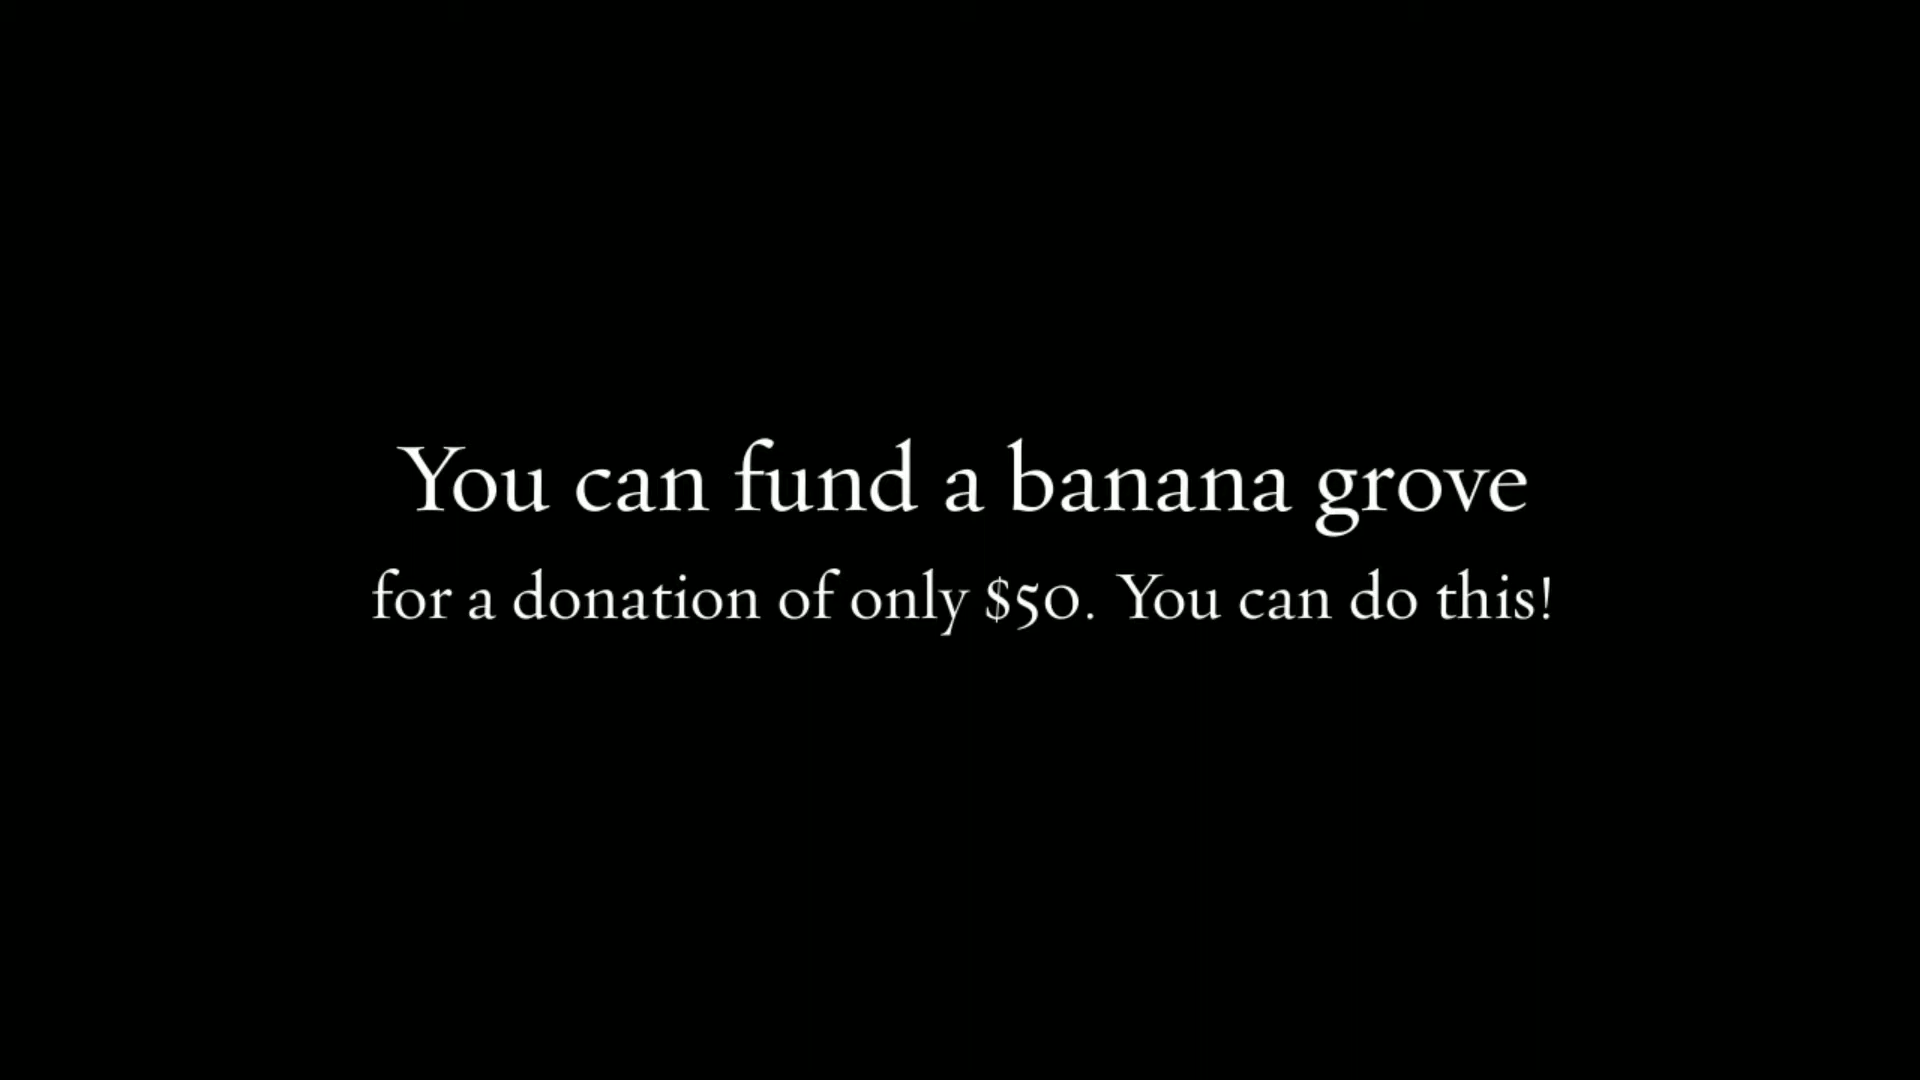 You can fund a banana grove
for a donation of only $50. You can do this!